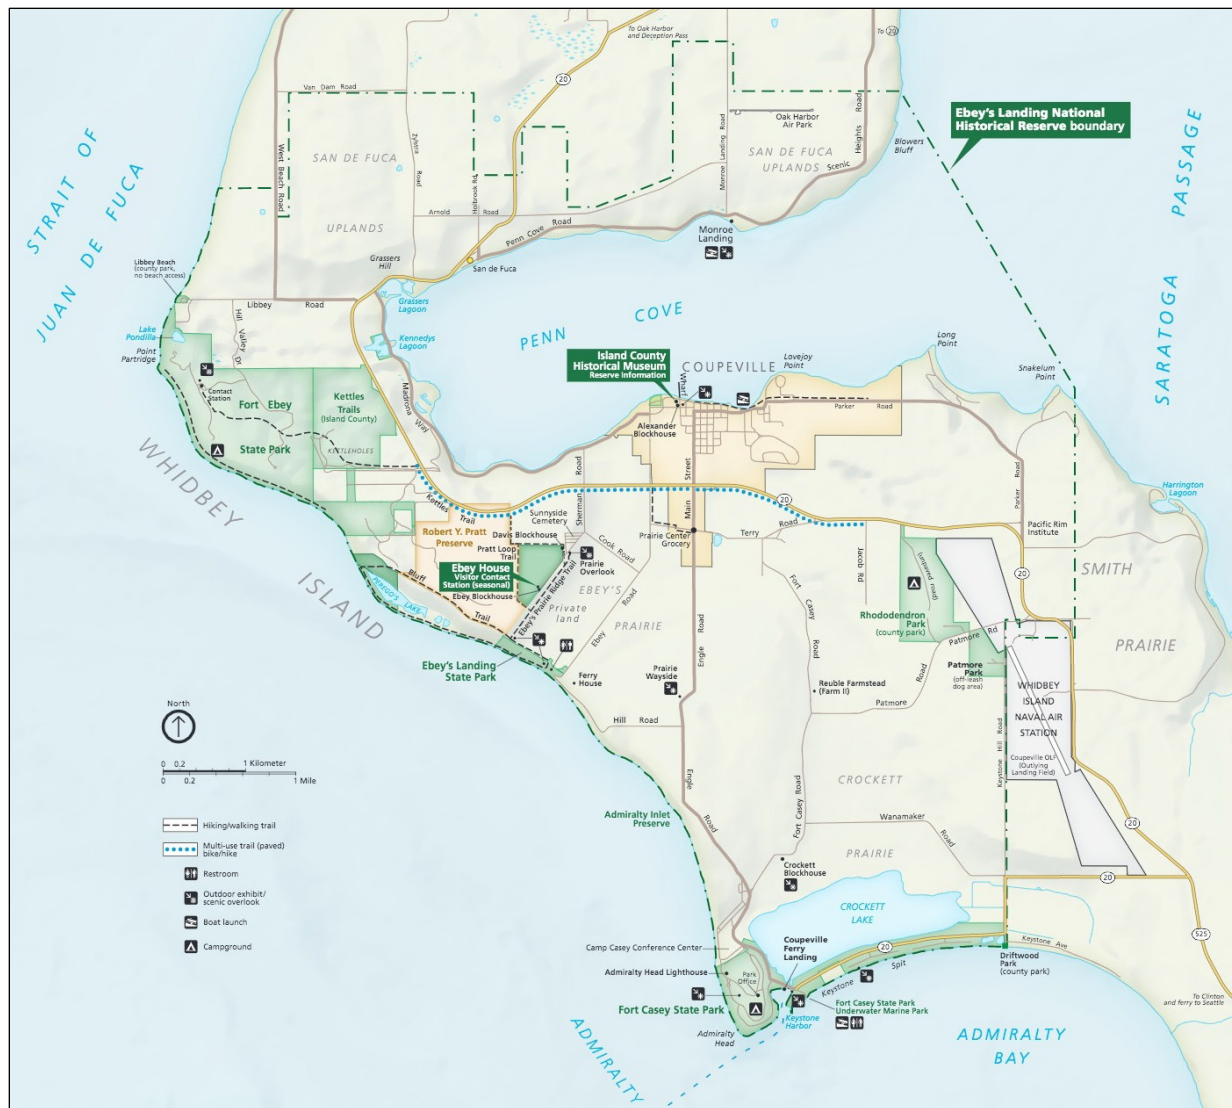 To Oak Harbor
and Deception Pass
To 20
20
Van Dam Road
Oak Harbor
Air Park
Ebey's Landing National
Historical Reserve boundary
Zylstra
Road
West Beach Road
Holbrook Rd
Monroe Landing Road
Heights Road
Scenic
Blowers
Bluff
SAN DE FUCA
UPLANDS
SAN DE FUCA
UPLANDS
STRAIT OF
JUAN DE FUCA
SARATOGA PASSAGE
Arnold Road
Penn Cove Road
Monroe
Landing
Grassers
Hill
San de Fuca
Libbey Beach
(county park,
no beach access)
Libbey Road
Grassers
Lagoon
PENN COVE
Lake
Pondilla
Point
Partridge
Hill Valley Dr
Kennedys
Lagoon
Long
Point
Island County
Historical Museum
Reserve Information
COUPEVILLE
Lovejoy
Point
Snakelum
Point
Wharf
Contact
Station
Fort Ebey
State Park
Kettles
Trails
(Island County)
Madrona Way
KETTLEHOLES
Alexander
Blockhouse
Parker Road
WHIDBEY
ISLAND
Sherman Road
Main Street
Parker Road
Harrington
Lagoon
Kettles Trail
20
Sunnyside
Cemetery
Robert Y. Pratt
Preserve
Davis Blockhouse
Pratt Loop
Trail
Prairie Center
Grocery
Terry Road
Pacific Rim
Institute
Cook Road
Prairie
Overlook
Ebey House
Visitor Contact
Station (seasonal)
Ebey Blockhouse
Ebey's Prairie Ridge Trail
Private
land
Bluff Trail
PEREGO'S LAKE
Jacob Rd
(unpaved road)
20
SMITH
PRAIRIE
EBEY'S
PRAIRIE
Ebey Road
Fort Casey Road
Engle Road
Rhododendron
Park
(county park)
Patmore Rd
Ebey's Landing
State Park
Ferry
House
Prairie
Wayside
Reuble Farmstead
(Farm II)
Patmore Road
Patmore
Park
(off-leash
dog area)
WHIDBEY
ISLAND
NAVAL AIR
STATION
Coupeville OLF
(Outlying
Landing Field)
Hill Road
Keystone Hill Road
North
0 0.2 1 Kilometer
0 0.2 1 Mile
Engle Road
Fort Casey Road
CROCKETT
PRAIRIE
Admiralty Inlet
Preserve
Wanamaker Road
20
Hiking/walking trail
Multi-use trail (paved)
bike/hike
Restroom
Outdoor exhibit/
scenic overlook
Boat launch
Campground
Crockett
Blockhouse
20
CROCKETT
LAKE
Camp Casey Conference Center
Coupeville
Ferry
Landing
20
Keystone Ave
525
Admiralty Head Lighthouse
Park
Office
Keystone Spit
Driftwood
Park
(county park)
Fort Casey State Park
Fort Casey State Park
Underwater Marine Park
Keystone
Harbor
Admiralty
Head
To Clinton
and ferry to Seattle
ADMIRALTY
ADMIRALTY
BAY